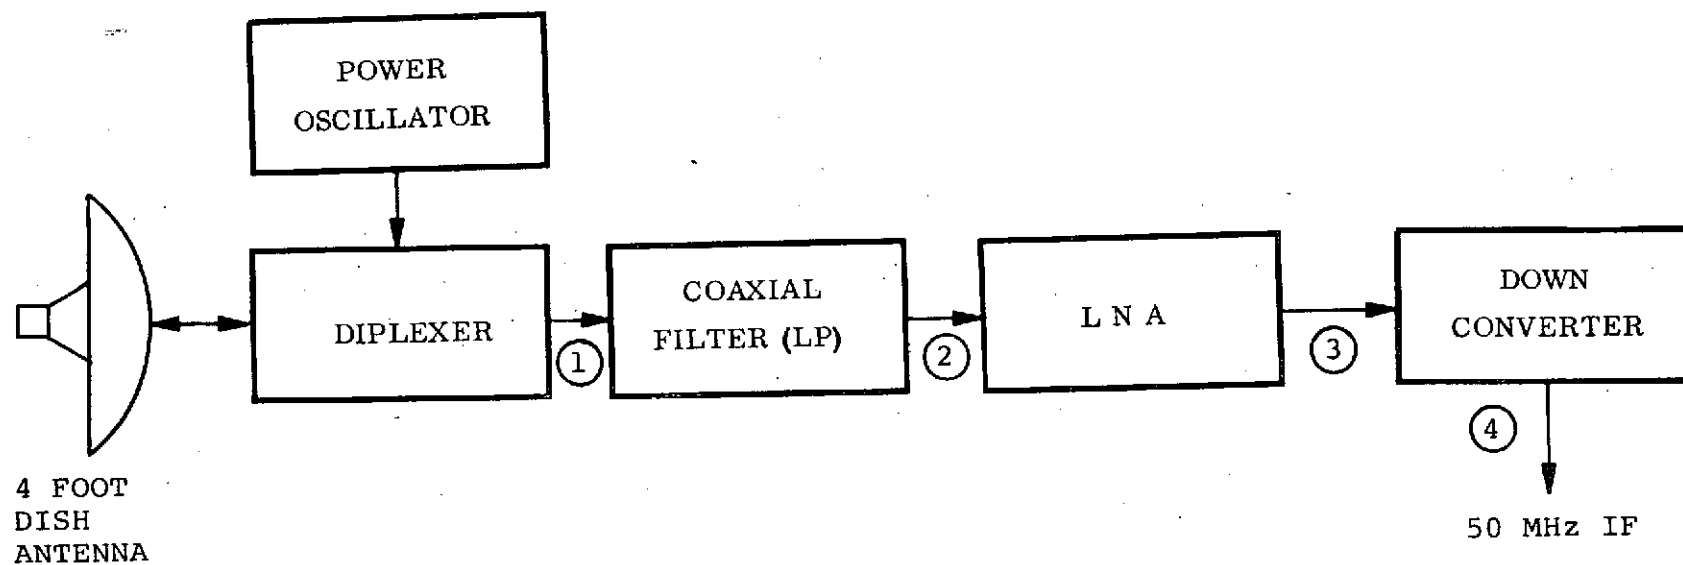 POWER
OSCILLATOR
DIPLEXER
COAXIAL
FILTER (LP)
L N A
DOWN
CONVERTER
1
2
3
4
4 FOOT
DISH
ANTENNA
50 MHz IF